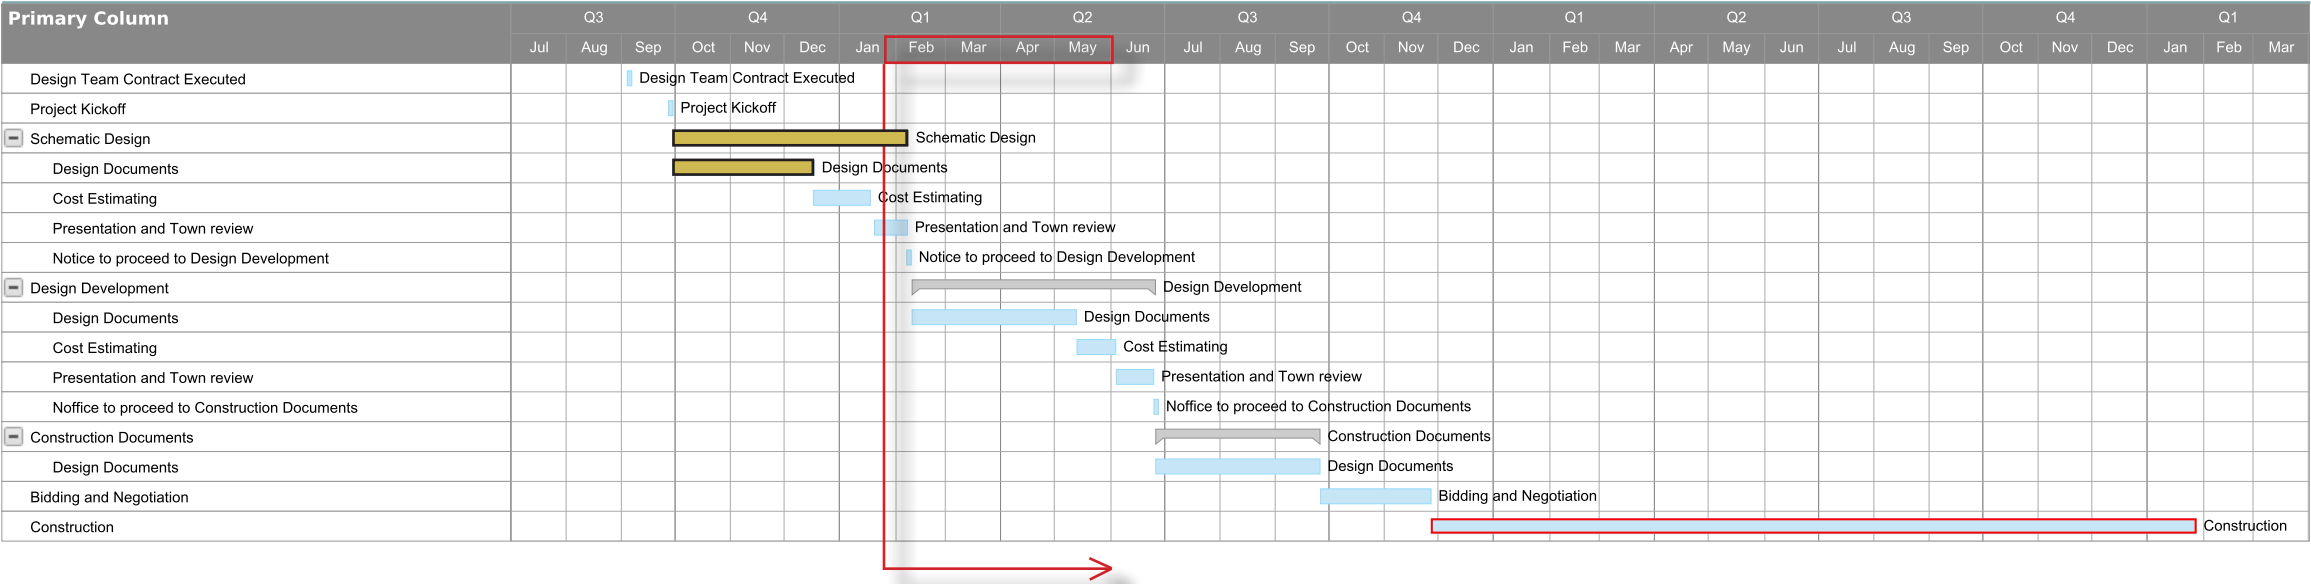 Primary Column Q3 Q4 Q1 Q2 Q3 Q4 Q1 Q2 Q3 Q4 Q1
Jul Aug Sep Oct Nov Dec Jan Feb Mar Apr May Jun Jul Aug Sep Oct Nov Dec Jan Feb Mar Apr May Jun Jul Aug Sep Oct Nov Dec Jan Feb Mar
Design Team Contract Executed Design Team Contract Executed
Project Kickoff Project Kickoff
Schematic Design Schematic Design
Design Documents Design Documents
Cost Estimating Cost Estimating
Presentation and Town review Presentation and Town review
Notice to proceed to Design Development Notice to proceed to Design Development
Design Development Design Development
Design Documents Design Documents
Cost Estimating Cost Estimating
Presentation and Town review Presentation and Town review
Noffice to proceed to Construction Documents Noffice to proceed to Construction Documents
Construction Documents Construction Documents
Design Documents Design Documents
Bidding and Negotiation Bidding and Negotiation
Construction Construction